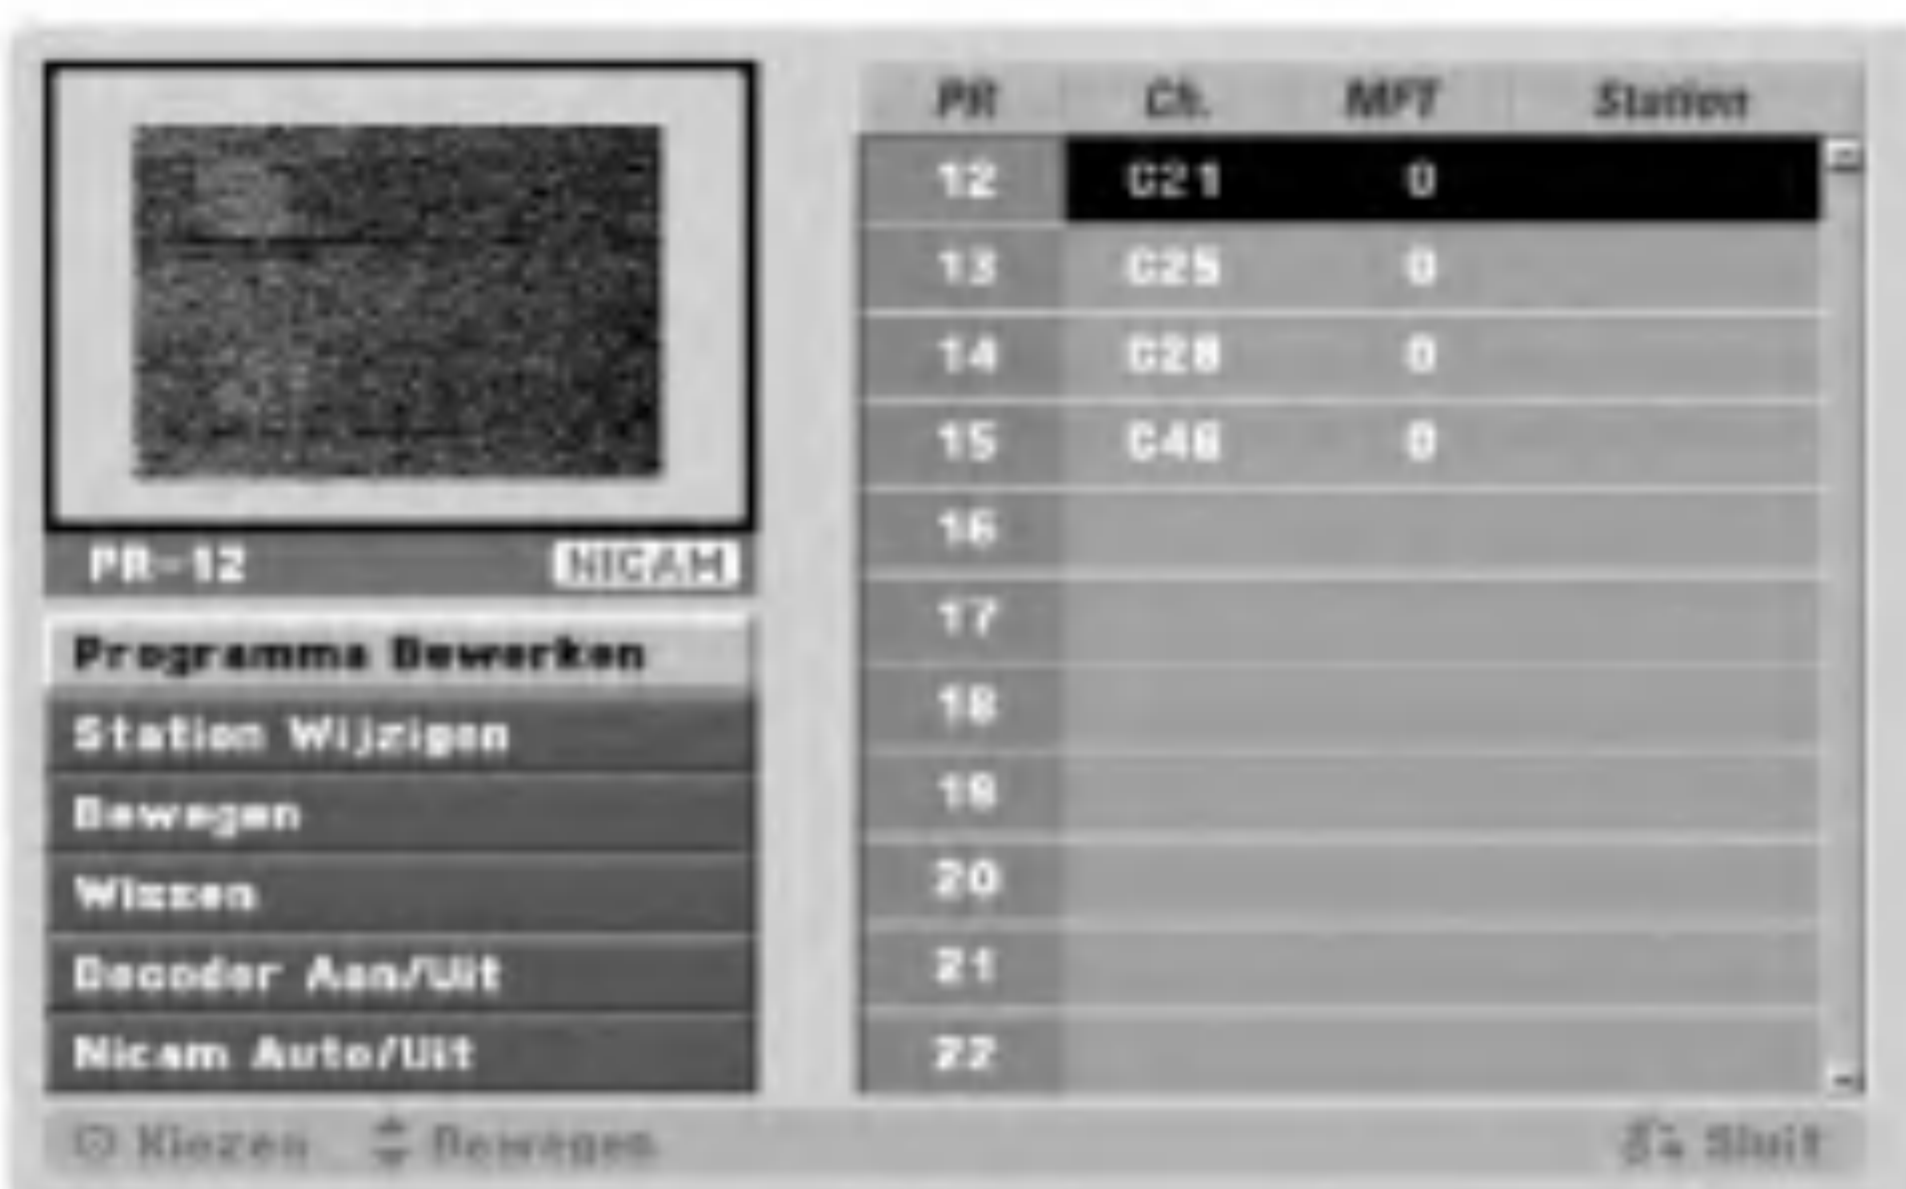 PR Ch. MFT Station
12 C21 0
13 C25 0
14 C28 0
15 C46 0
16
17
18
19
20
21
22
PR-12 NICAM
Programma Bewerken
Station Wijzigen
Bewegen
Wissen
Decoder Aan/Uit
Nicam Auto/Uit
Kiezen Bewegen Sluit